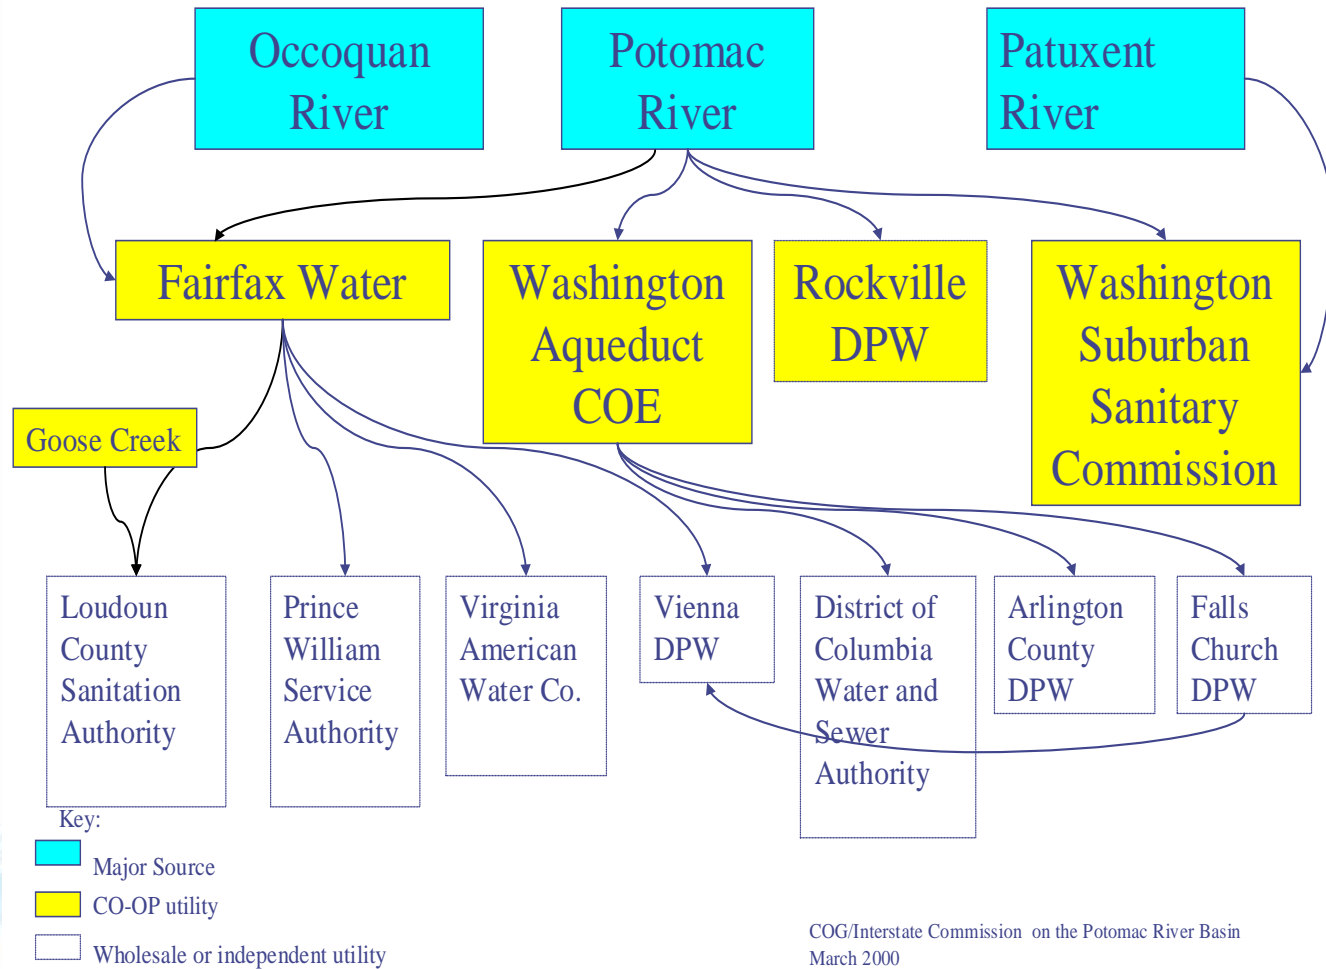 Occoquan
River
Potomac
River
Patuxent
River
Fairfax Water
Washington
Aqueduct
COE
Rockville
DPW
Washington
Suburban
Sanitary
Commission
Goose Creek
Loudoun
County
Sanitation
Authority
Prince
William
Service
Authority
Virginia
American
Water Co.
Vienna
DPW
District of
Columbia
Water and
Sewer
Authority
Arlington
County
DPW
Falls
Church
DPW
Key:
Major Source
CO-OP utility
Wholesale or independent utility
COG/Interstate Commission on the Potomac River Basin
March 2000